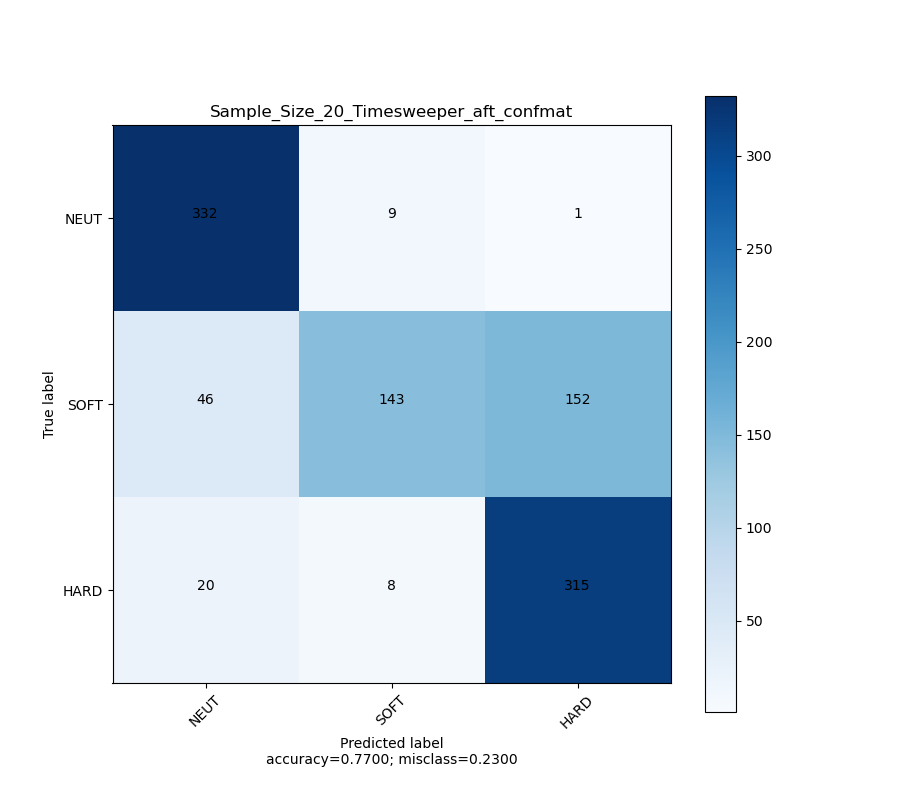 Sample_Size_20_Timesweeper_aft_confmat
True label
NEUT
332
9
1
SOFT
46
143
152
HARD
20
8
315
NEUT
SOFT
HARD
Predicted label
accuracy=0.7700; misclass=0.2300
300
250
200
150
100
50